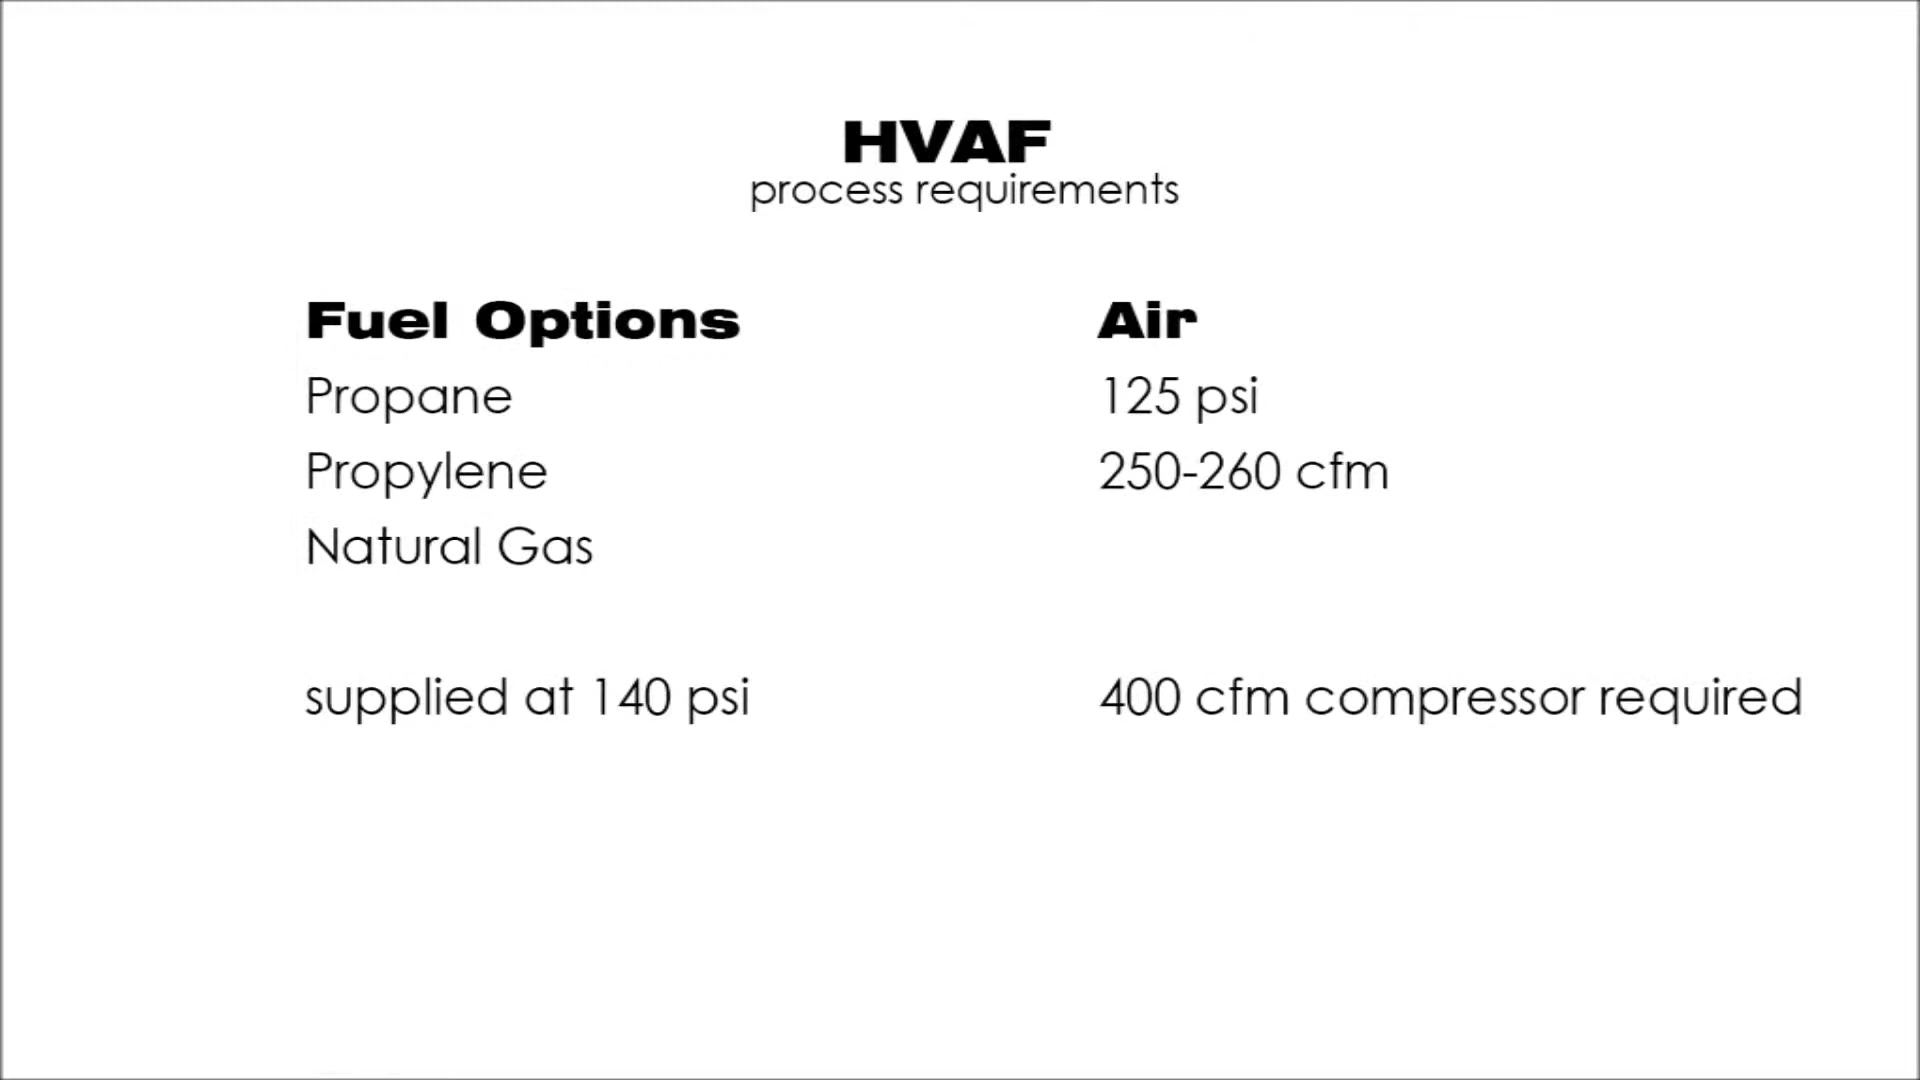 HVAF
process requirements
Fuel Options
Propane
Propylene
Natural Gas
supplied at 140 psi
Air
125 psi
250-260 cfm
400 cfm compressor required